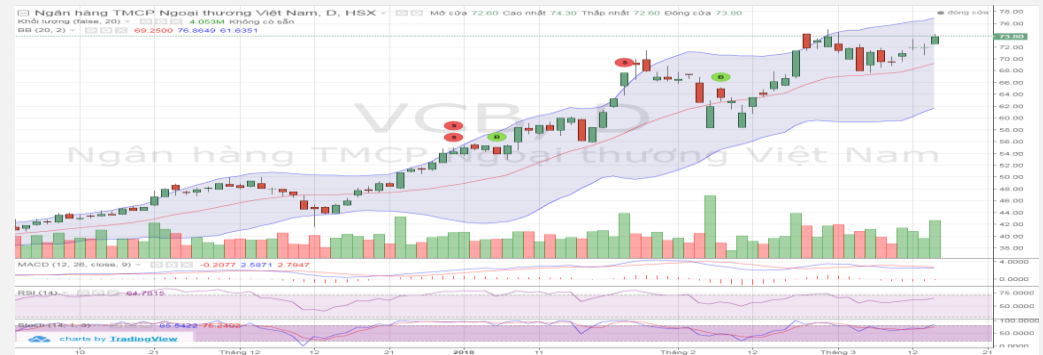 Ngân hàng TMCP Ngoại thương Việt Nam, D, HSX Mở cửa 72.60 Cao nhất 74.30 Thấp nhất 72.60 Đóng cửa 73.80
Khối lượng (false, 20) 4.053M Không có sẵn
BB (20, 2) 69.2500 76.8649 61.6351
đóng cửa
78.00
76.00
73.80
72.00
70.00
68.00
66.00
64.00
62.00
60.00
58.00
56.00
54.00
52.00
50.00
48.00
46.00
44.00
42.00
40.00
38.00
VCB, D
Ngân hàng TMCP Ngoại thương Việt Nam
S
S
B
S
B
MACD (12, 26, close, 9) -0.2077 2.5871 2.7947
4.0000
0.0000
RSI (14) 64.7615
75.0000
50.0000
Stoch (14, 1, 3) 75.2402
100.0000
50.0000
0.0000
charts by TradingView
10 21 Tháng 12 12 21 2018 11 Tháng 2 12 21 Tháng 3 12 21